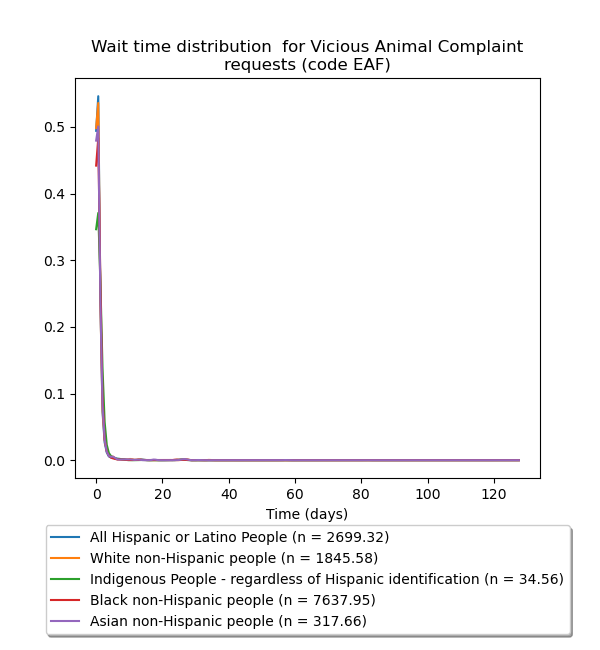 Wait time distribution  for Vicious Animal Complaint
requests (code EAF)
0.5
0.4
0.3
0.2
0.1
0.0
0 20 40 60 80 100 120
Time (days)
All Hispanic or Latino People (n = 2699.32)
White non-Hispanic people (n = 1845.58)
Indigenous People - regardless of Hispanic identification (n = 34.56)
Black non-Hispanic people (n = 7637.95)
Asian non-Hispanic people (n = 317.66)